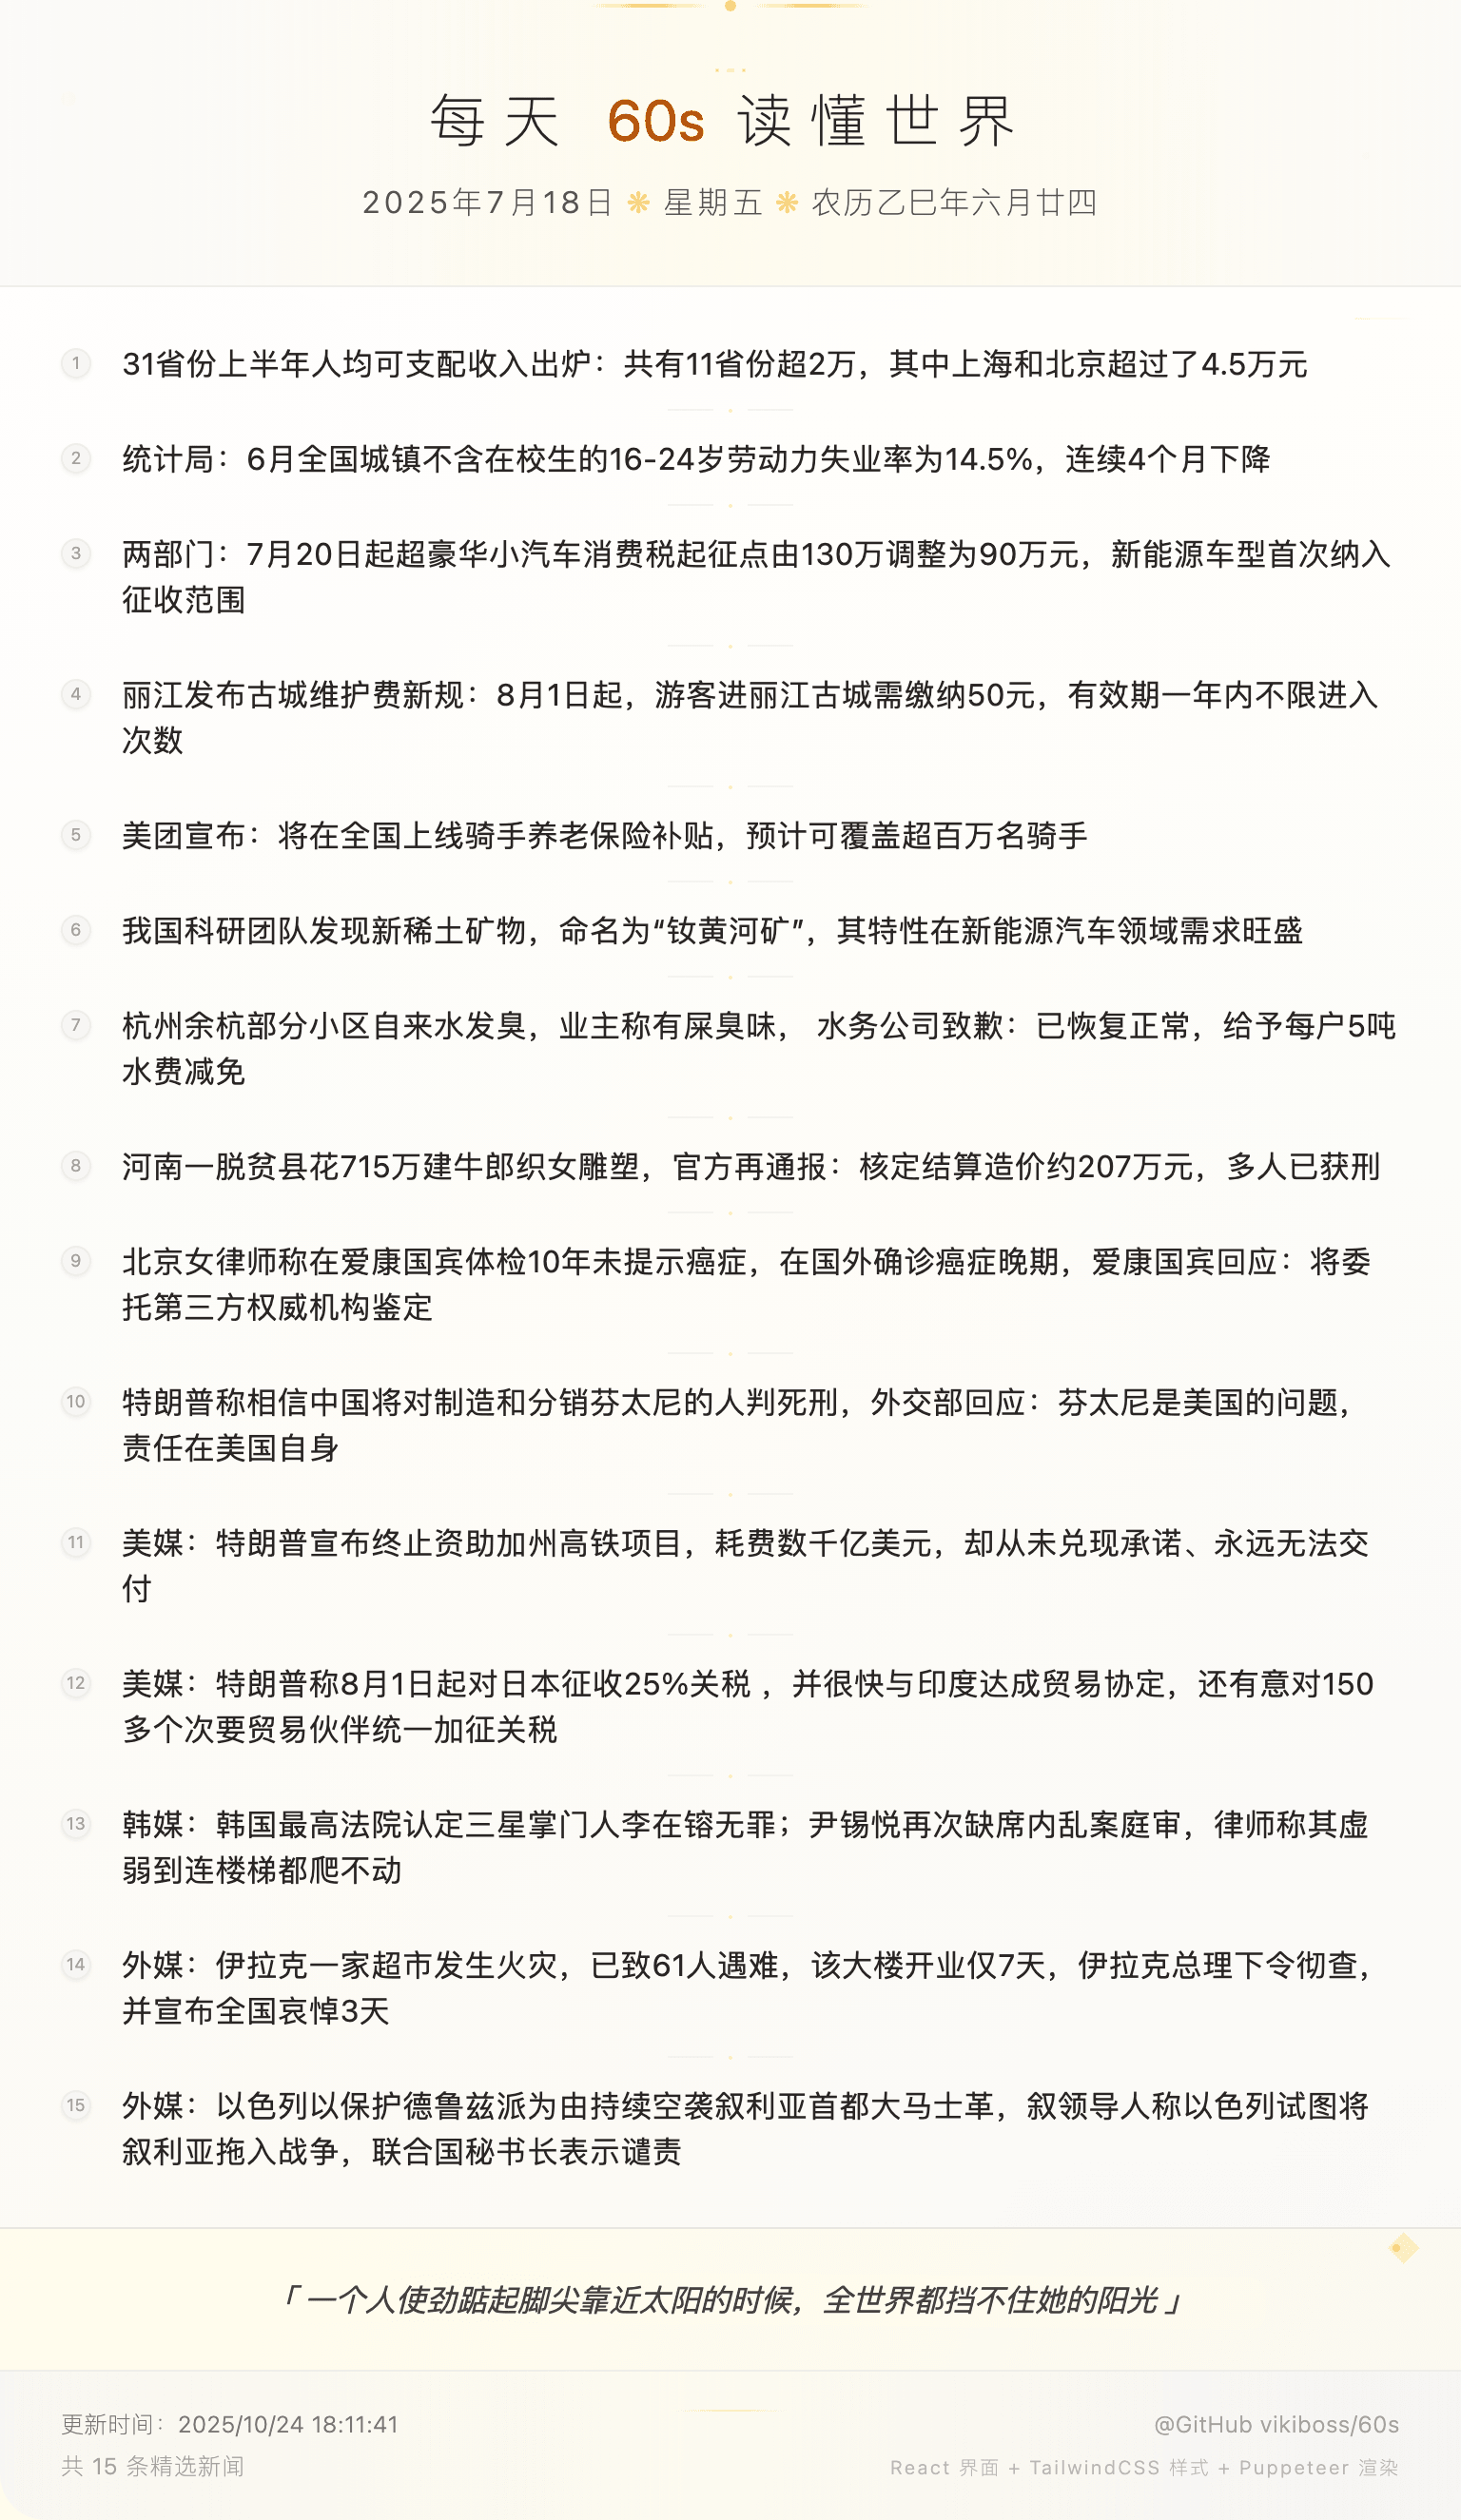 每天 60s 读懂世界
2025年7月18日 ❋ 星期五 ❋ 农历乙巳年六月廿四
1 31省份上半年人均可支配收入出炉：共有11省份超2万，其中上海和北京超过了4.5万元
2 统计局：6月全国城镇不含在校生的16-24岁劳动力失业率为14.5%，连续4个月下降
3 两部门：7月20日起超豪华小汽车消费税起征点由130万调整为90万元，新能源车型首次纳入
征收范围
4 丽江发布古城维护费新规：8月1日起，游客进丽江古城需缴纳50元，有效期一年内不限进入
次数
5 美团宣布：将在全国上线骑手养老保险补贴，预计可覆盖超百万名骑手
6 我国科研团队发现新稀土矿物，命名为“钕黄河矿”，其特性在新能源汽车领域需求旺盛
7 杭州余杭部分小区自来水发臭，业主称有屎臭味， 水务公司致歉：已恢复正常，给予每户5吨
水费减免
8 河南一脱贫县花715万建牛郎织女雕塑，官方再通报：核定结算造价约207万元，多人已获刑
9 北京女律师称在爱康国宾体检10年未提示癌症，在国外确诊癌症晚期，爱康国宾回应：将委
托第三方权威机构鉴定
10 特朗普称相信中国将对制造和分销芬太尼的人判死刑，外交部回应：芬太尼是美国的问题，
责任在美国自身
11 美媒：特朗普宣布终止资助加州高铁项目，耗费数千亿美元，却从未兑现承诺、永远无法交
付
12 美媒：特朗普称8月1日起对日本征收25%关税 ，并很快与印度达成贸易协定，还有意对150
多个次要贸易伙伴统一加征关税
13 韩媒：韩国最高法院认定三星掌门人李在镕无罪；尹锡悦再次缺席内乱案庭审，律师称其虚
弱到连楼梯都爬不动
14 外媒：伊拉克一家超市发生火灾，已致61人遇难，该大楼开业仅7天，伊拉克总理下令彻查，
并宣布全国哀悼3天
15 外媒：以色列以保护德鲁兹派为由持续空袭叙利亚首都大马士革，叙领导人称以色列试图将
叙利亚拖入战争，联合国秘书长表示谴责
「 一个人使劲踮起脚尖靠近太阳的时候，全世界都挡不住她的阳光 」
更新时间：2025/10/24 18:11:41
@GitHub vikiboss/60s
共 15 条精选新闻
React 界面 + TailwindCSS 样式 + Puppeteer 渲染